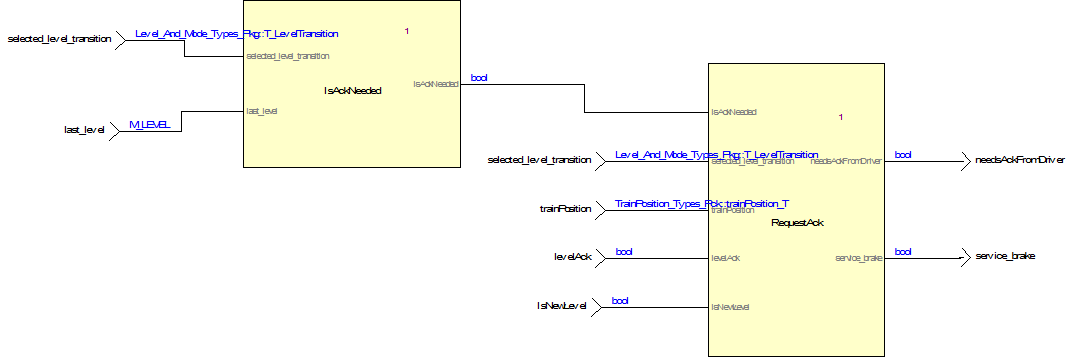 selected_level_transition
Level_And_Mode_Types_Pkg::T_LevelTransition
1
selected_level_transition
IsAckNeeded
IsAckNeeded
bool
last_level
last_level
M_LEVEL
IsAckNeeded
1
selected_level_transition
Level_And_Mode_Types_Pkg::T_LevelTransition
selected_level_transition
needsAckFromDriver
bool
needsAckFromDriver
trainPosition
TrainPosition_Types_Pck::trainPosition_T
trainPosition
RequestAck
levelAck
bool
levelAck
service_brake
bool
service_brake
IsNewLevel
bool
IsNewLevel